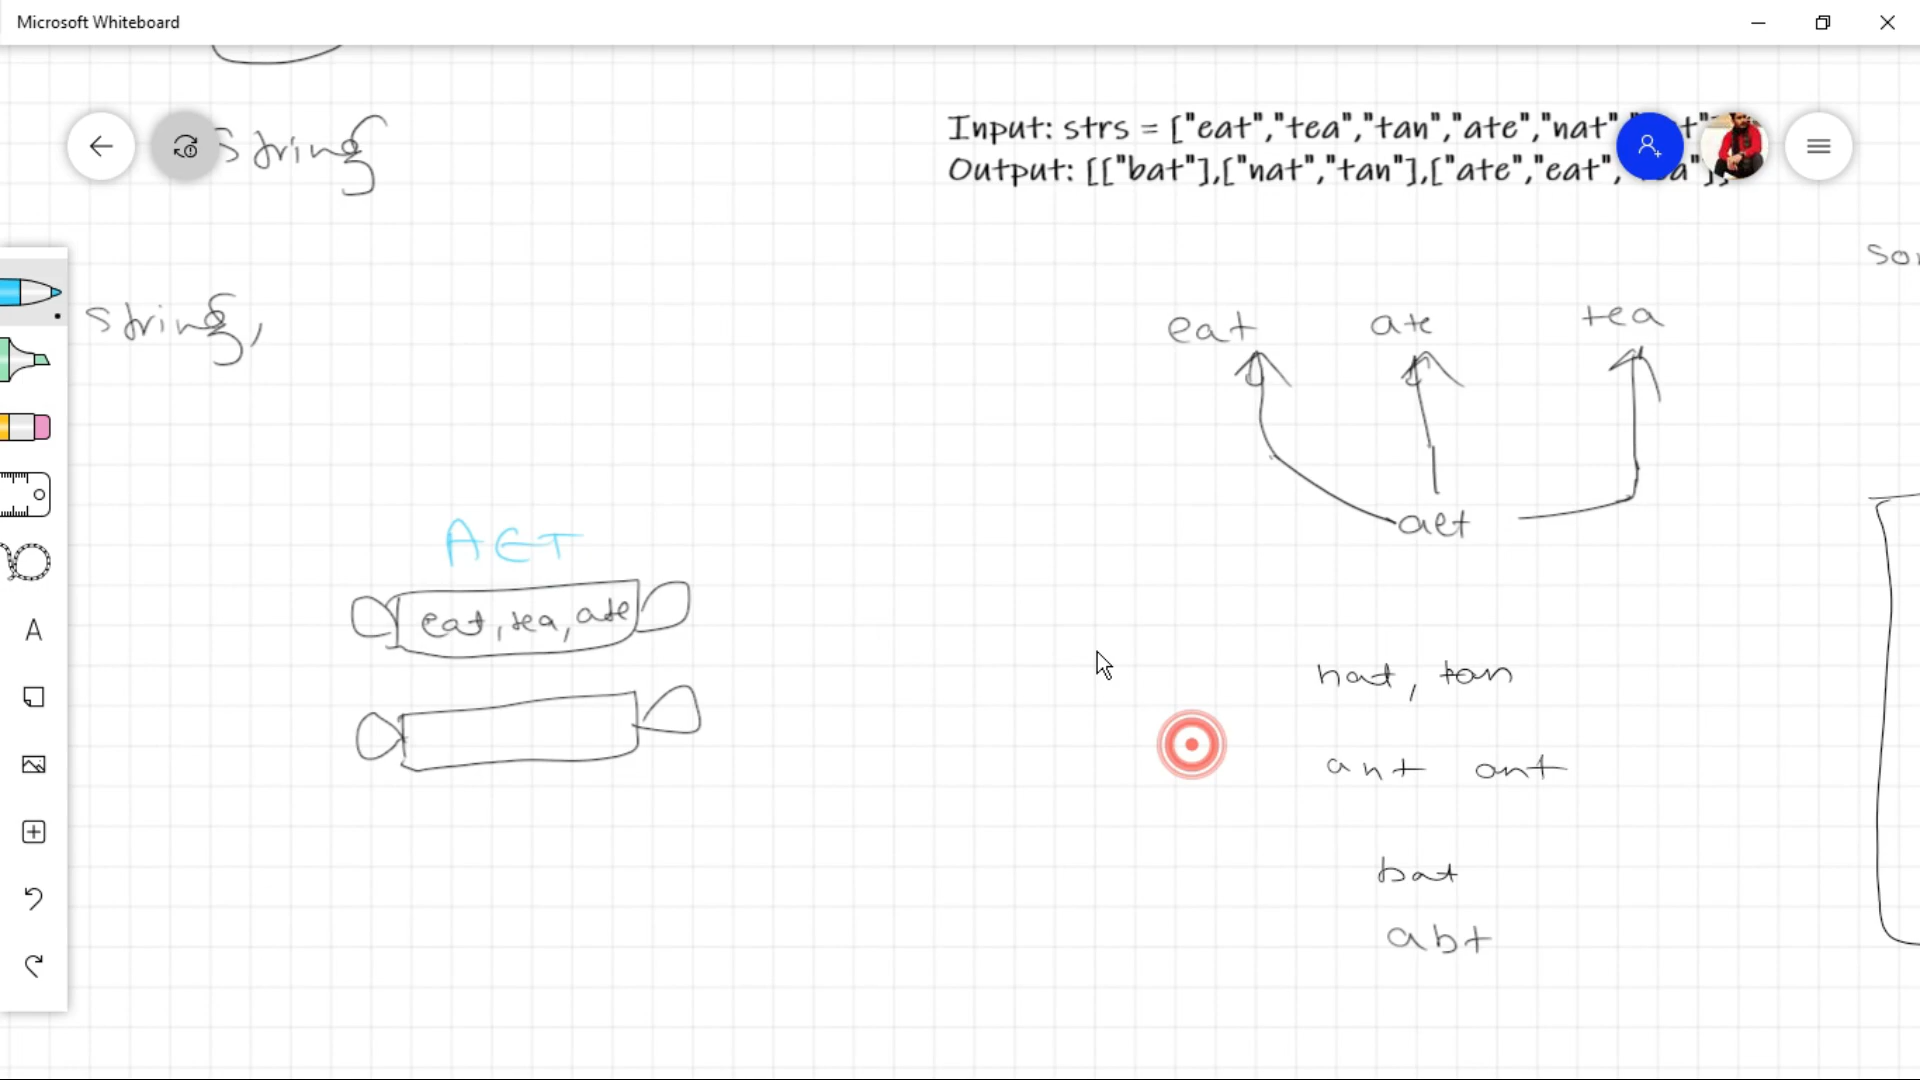 Microsoft Whiteboard
String
Input: strs = ["eat","tea","tan","ate","nat",
Output: [["bat"],["nat","tan"],["ate","eat",
string,
eat ate tea
aet
AET
eat, tea, ate
nat, tan
ant ant
bat
abt
A